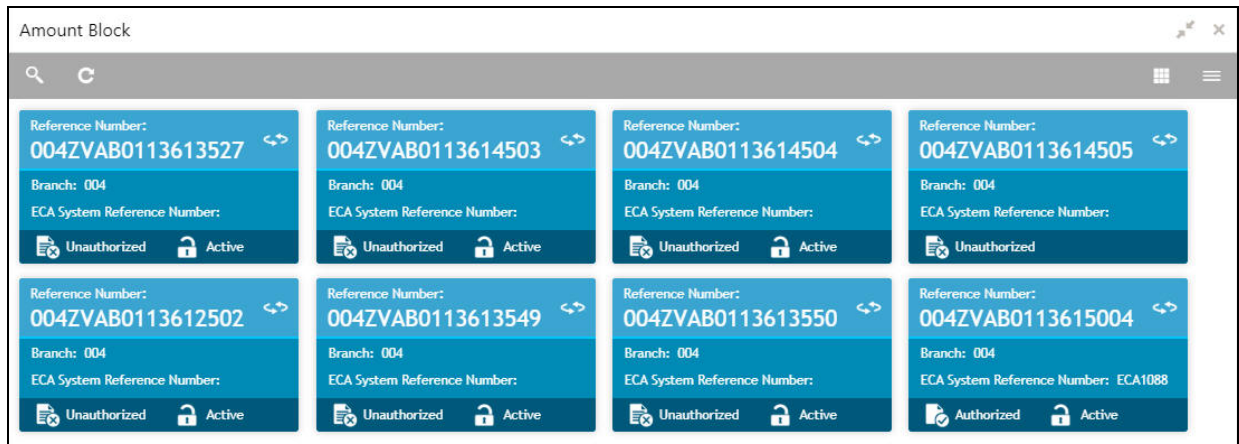 Amount Block
Reference Number:
004ZVAB0113613527
Branch: 004
ECA System Reference Number:
Unauthorized Active
Reference Number:
004ZVAB0113614503
Branch: 004
ECA System Reference Number:
Unauthorized Active
Reference Number:
004ZVAB0113614504
Branch: 004
ECA System Reference Number:
Unauthorized Active
Reference Number:
004ZVAB0113614505
Branch: 004
ECA System Reference Number:
Unauthorized
Reference Number:
004ZVAB0113612502
Branch: 004
ECA System Reference Number:
Unauthorized Active
Reference Number:
004ZVAB0113613549
Branch: 004
ECA System Reference Number:
Unauthorized Active
Reference Number:
004ZVAB0113613550
Branch: 004
ECA System Reference Number:
Unauthorized Active
Reference Number:
004ZVAB0113615004
Branch: 004
ECA System Reference Number: ECA1088
Authorized Active